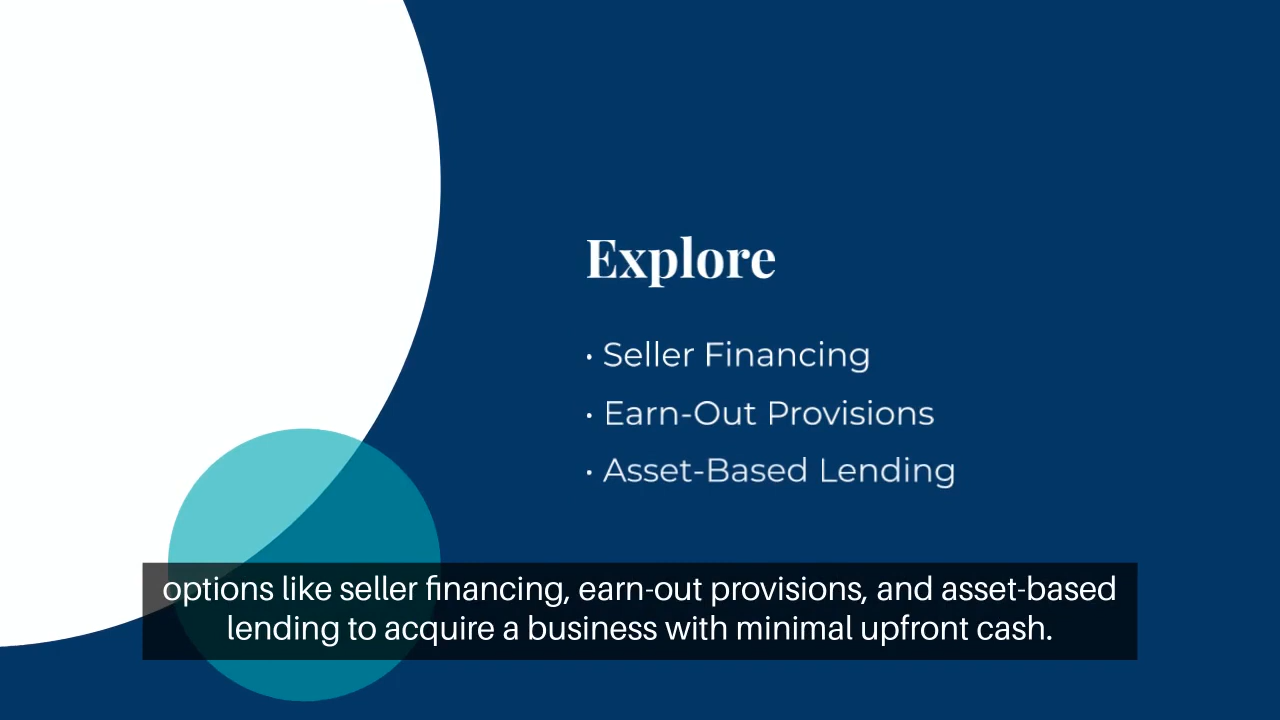 Explore
· Seller Financing
· Earn-Out Provisions
· Asset-Based Lending
options like seller financing, earn-out provisions, and asset-based
lending to acquire a business with minimal upfront cash.